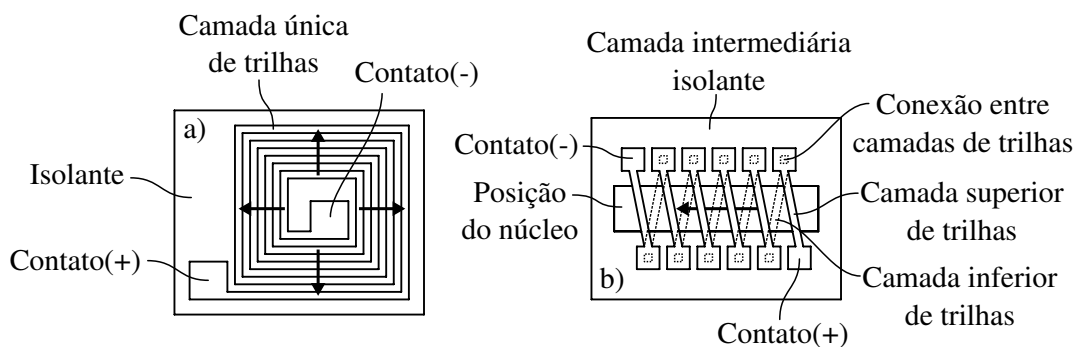 Camada única
de trilhas
Contato(-)
a)
Isolante
Contato(+)
Camada intermediária
isolante
Contato(-)
Conexão entre
camadas de trilhas
Posição
do núcleo
Camada superior
de trilhas
b)
Camada inferior
de trilhas
Contato(+)